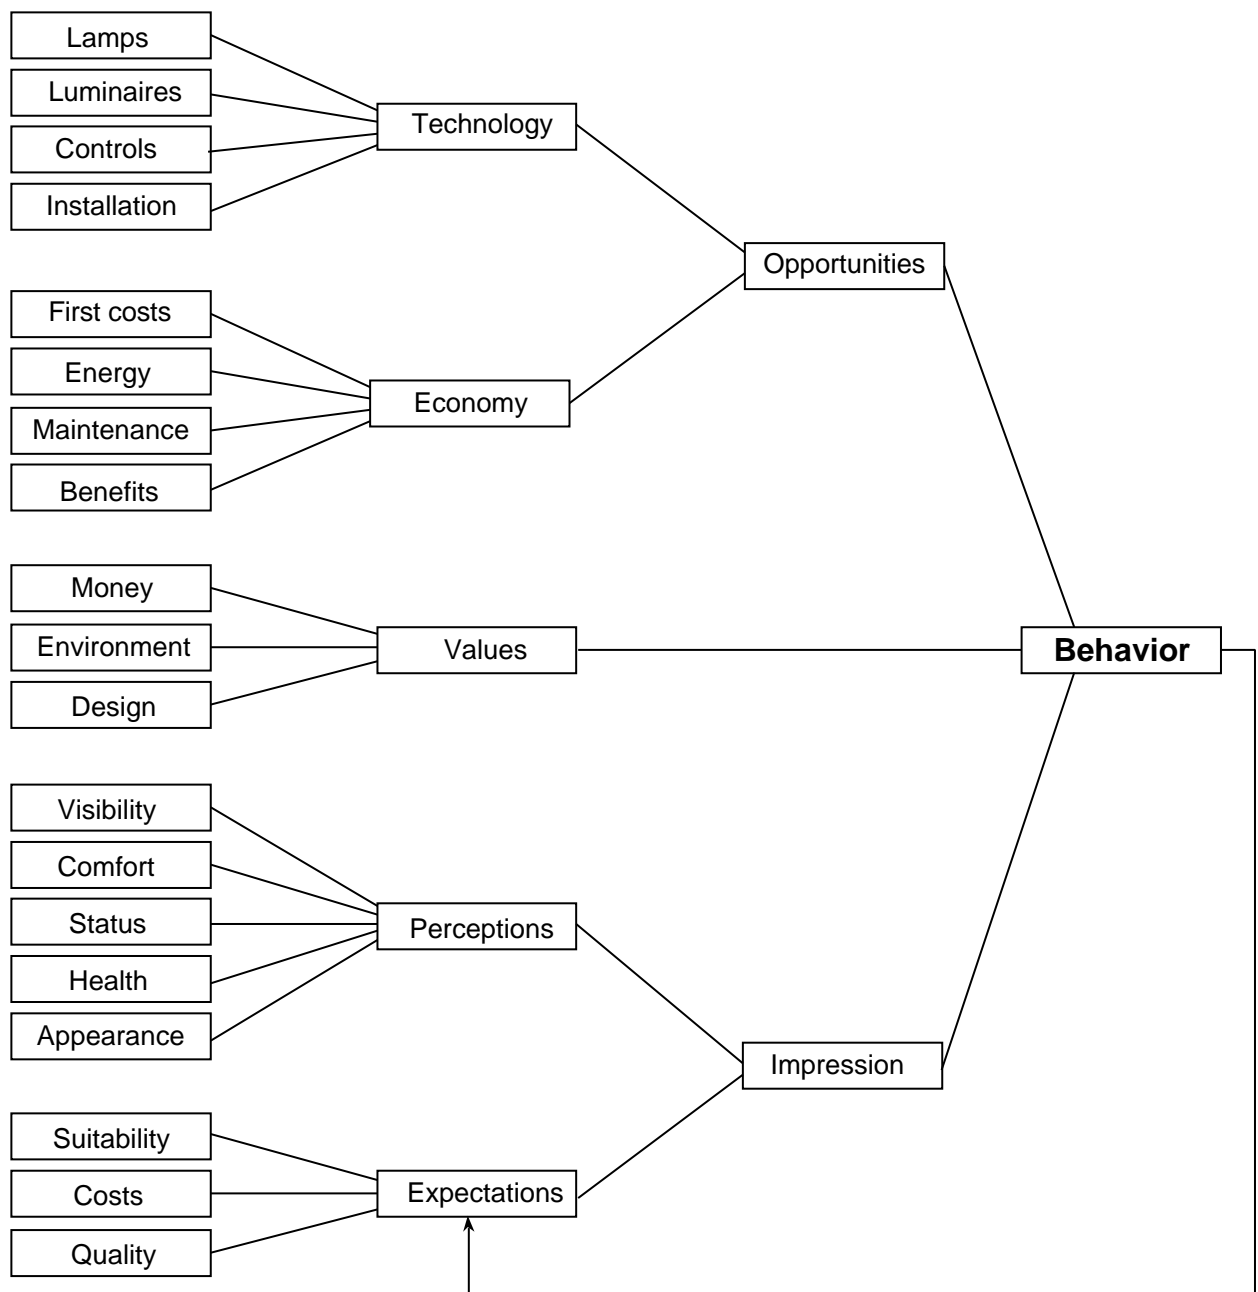 Lamps
Luminaires
Controls
Installation
Technology
Opportunities
First costs
Energy
Maintenance
Benefits
Economy
Money
Environment
Design
Values
Behavior
Visibility
Comfort
Status
Health
Appearance
Perceptions
Impression
Suitability
Costs
Quality
Expectations